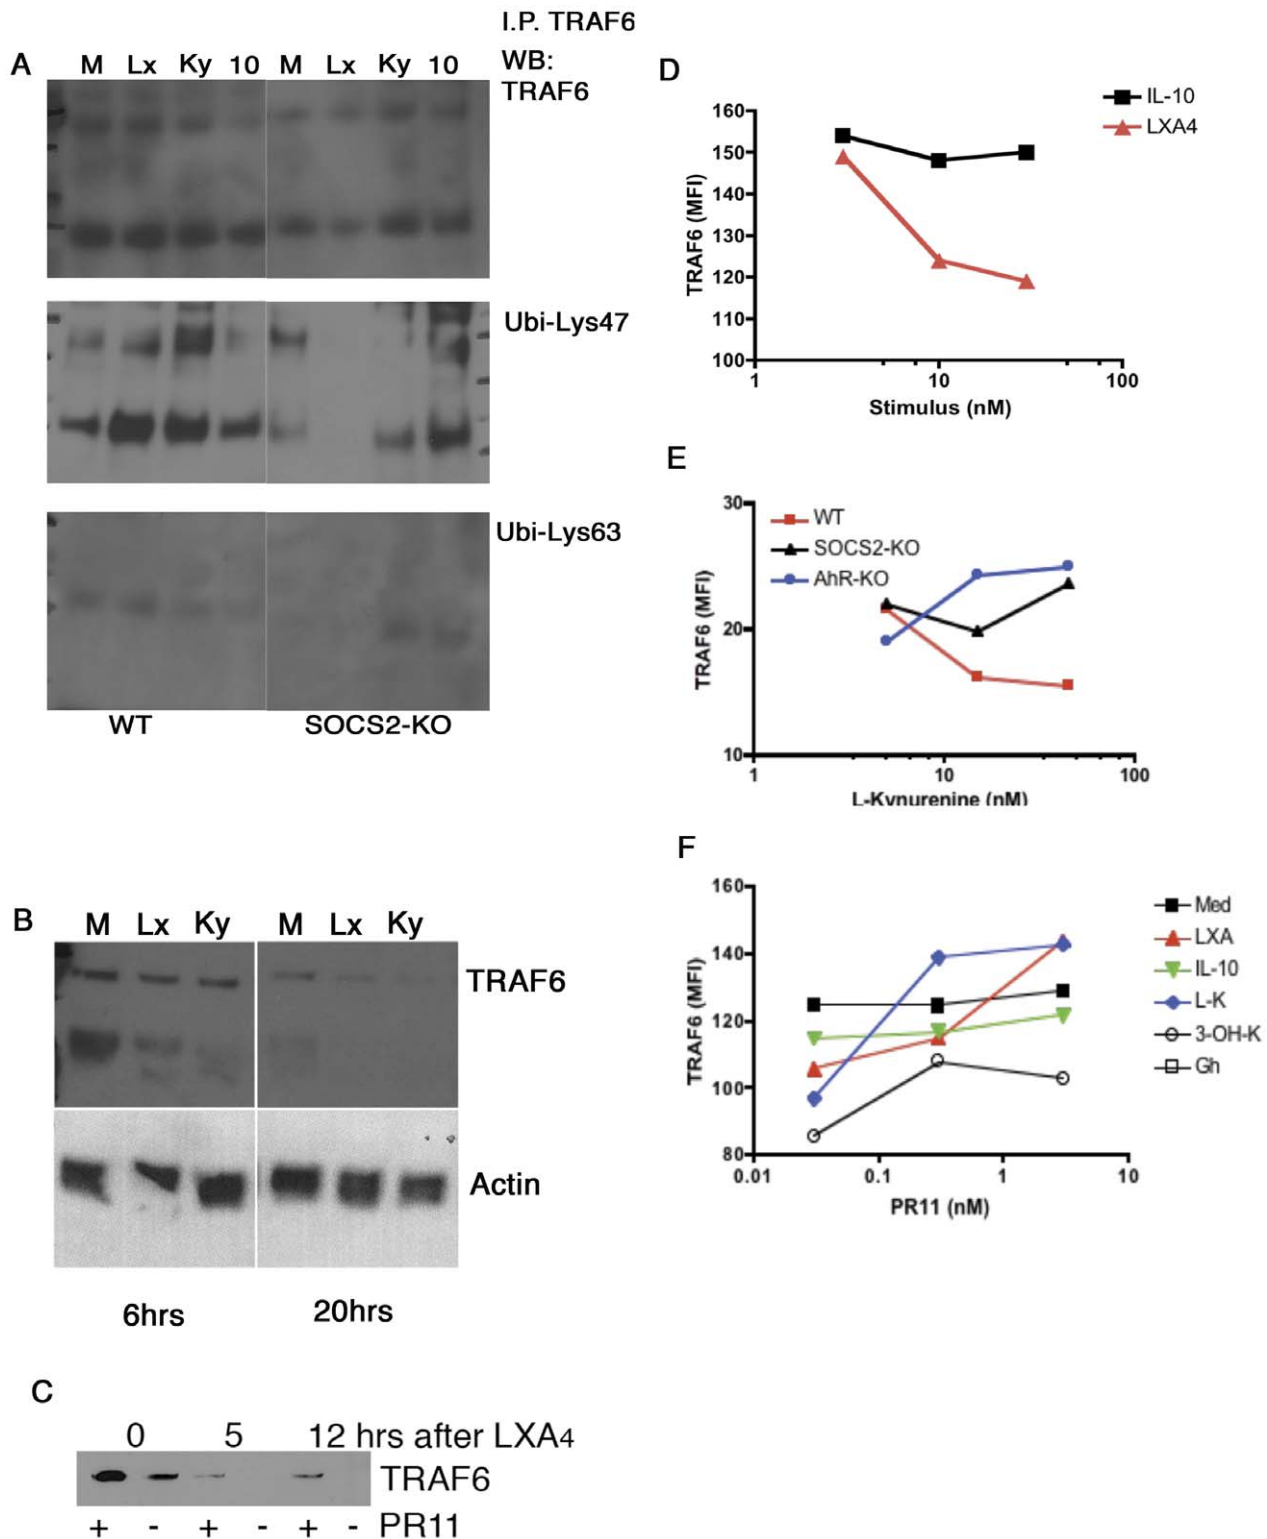 I.P. TRAF6
A
M Lx Ky 10 M Lx Ky 10
WB:
TRAF6
Ubi-Lys47
Ubi-Lys63
WT SOCS2-KO
B
M Lx Ky M Lx Ky
TRAF6
Actin
6hrs 20hrs
C
0 5 12 hrs after LXA4
TRAF6
+ - + - + - PR11
D
IL-10
LXA4
160
150
140
130
120
110
100
TRAF6 (MFI)
1 10 100
Stimulus (nM)
E
WT
SOCS2-KO
AhR-KO
30
20
10
TRAF6 (MFI)
1 10 100
L-Kynurenine (nM)
F
160
140
120
100
80
TRAF6 (MFI)
Med
LXA
IL-10
L-K
3-OH-K
Gh
0.01 0.1 1 10
PR11 (nM)